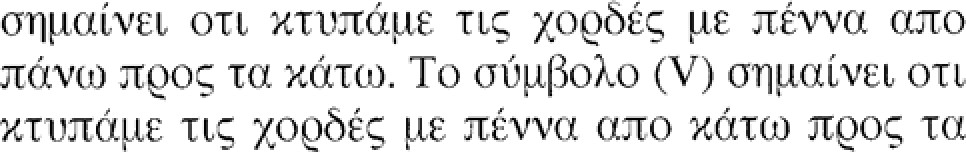 σημαίνει οτι κτυπάμε τις χορδές με πέννα απο
πάνω προς τα κάτω. Το σύμβολο (V) σημαίνει οτι
κτυπάμε τις χορδές με πέννα απο κάτω προς τα